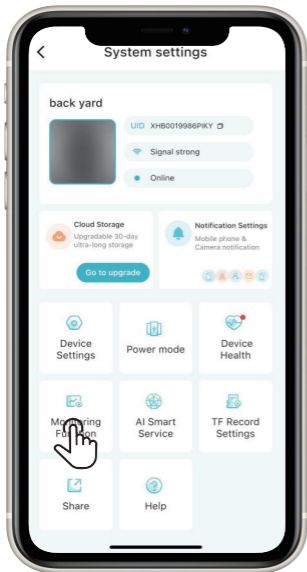 System settings
back yard
UID XHB0019986PIKY
Signal strong
Online
Cloud Storage
Upgradable 30-day
ultra-long storage
Go to upgrade
Notification Settings
Mobile phone &
Camera notification
Device
Settings
Power mode
Device
Health
Monitoring
Function
AI Smart
Service
TF Record
Settings
Share
Help